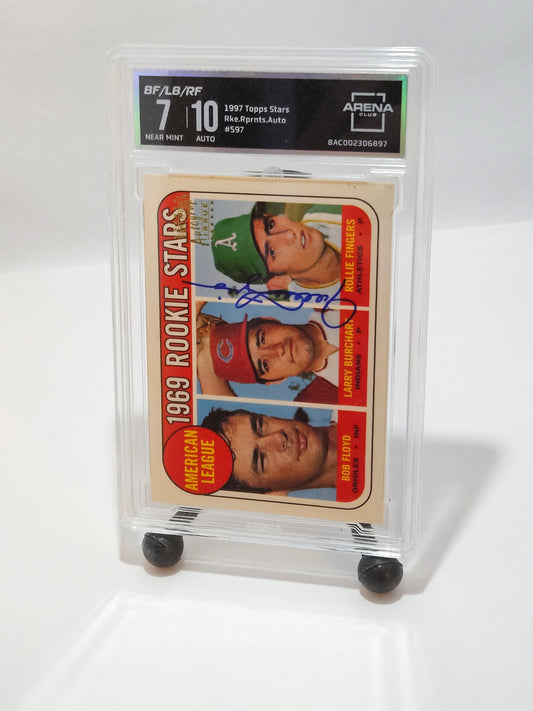 BF/LB/RF
7 10
NEAR MINT AUTO
1997 Topps Stars
Rke.Rprnts.Auto
#597
ARENA
CLUB
8AC002306897
1969 ROOKIE STARS
AMERICAN
LEAGUE
ROLLIE FINGERS
ATHLETICS • P
LARRY BURCHART
INDIANS • P
BOB FLOYD
ORIOLES • INF
A
C